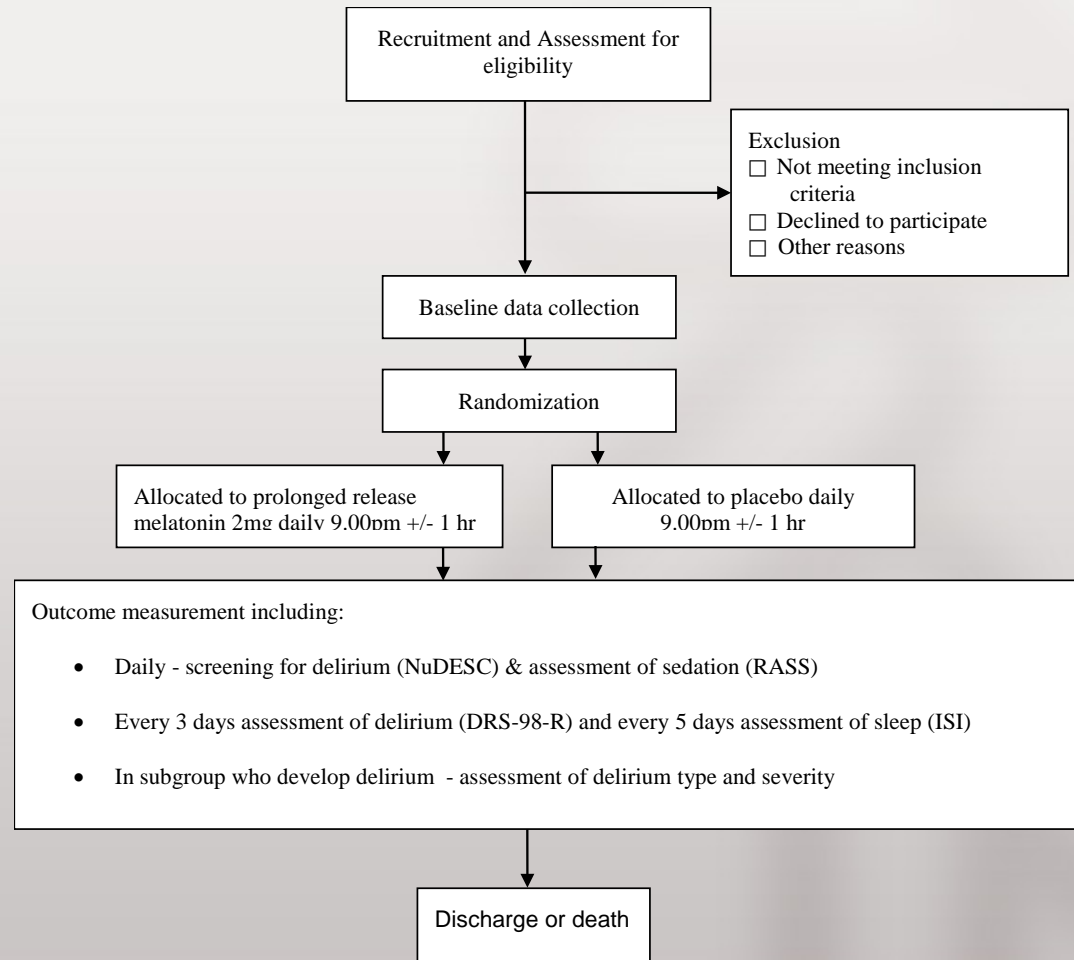 Recruitment and Assessment for
eligibility
Exclusion
☐ Not meeting inclusion
criteria
☐ Declined to participate
☐ Other reasons
Baseline data collection
Randomization
Allocated to prolonged release
melatonin 2mg daily 9.00pm +/- 1 hr
Allocated to placebo daily
9.00pm +/- 1 hr
Outcome measurement including:
• Daily - screening for delirium (NuDESC) & assessment of sedation (RASS)
• Every 3 days assessment of delirium (DRS-98-R) and every 5 days assessment of sleep (ISI)
• In subgroup who develop delirium - assessment of delirium type and severity
Discharge or death